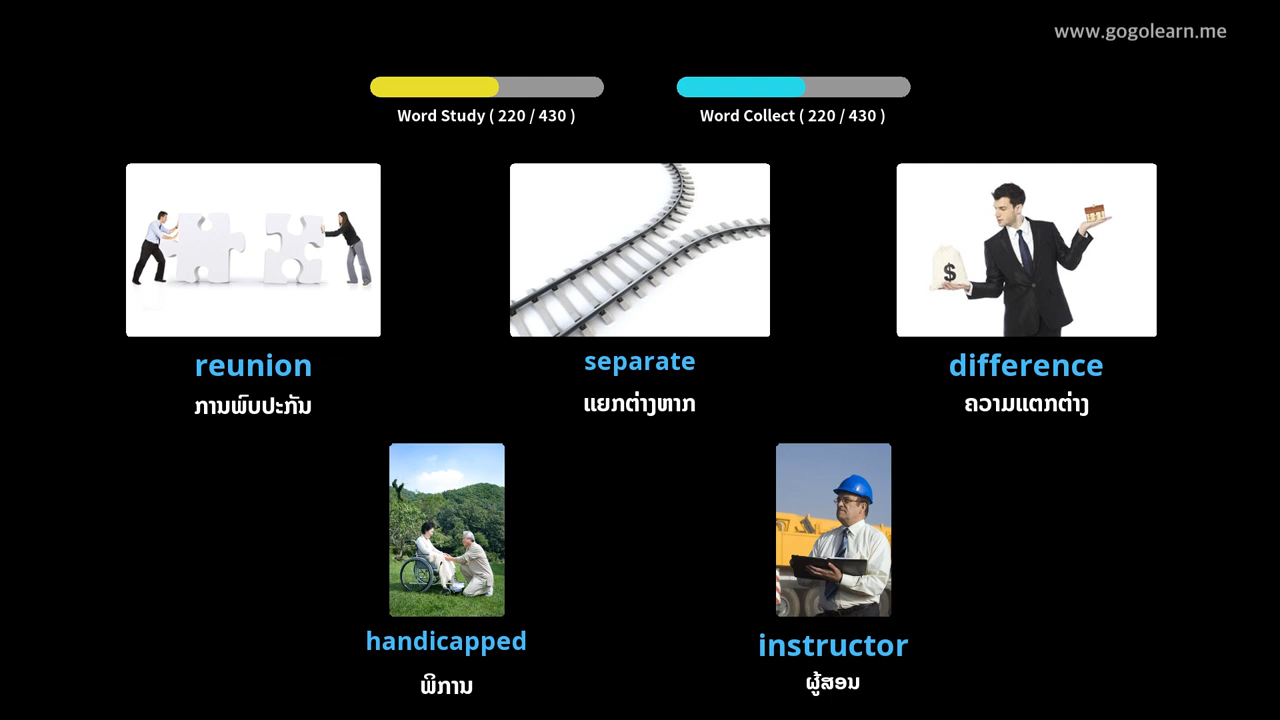 www.gogolearn.me
Word Study ( 220 / 430 )
Word Collect ( 220 / 430 )
reunion
ການພົບປະກັນ
separate
ແຍກຕ່າງຫາກ
difference
ຄວາມແຕກຕ່າງ
$
handicapped
ພິການ
instructor
ຜູ້ສອນ